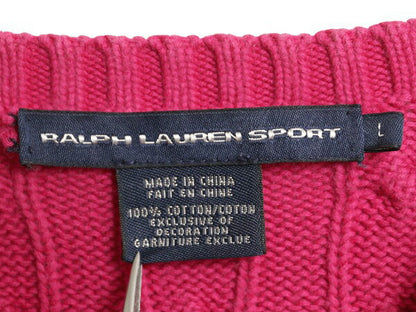 RALPH LAUREN SPORT
L
MADE IN CHINA
FAIT EN CHINE
100% COTTON/COTON
EXCLUSIVE OF
DECORATION
GARNITURE EXCLUE